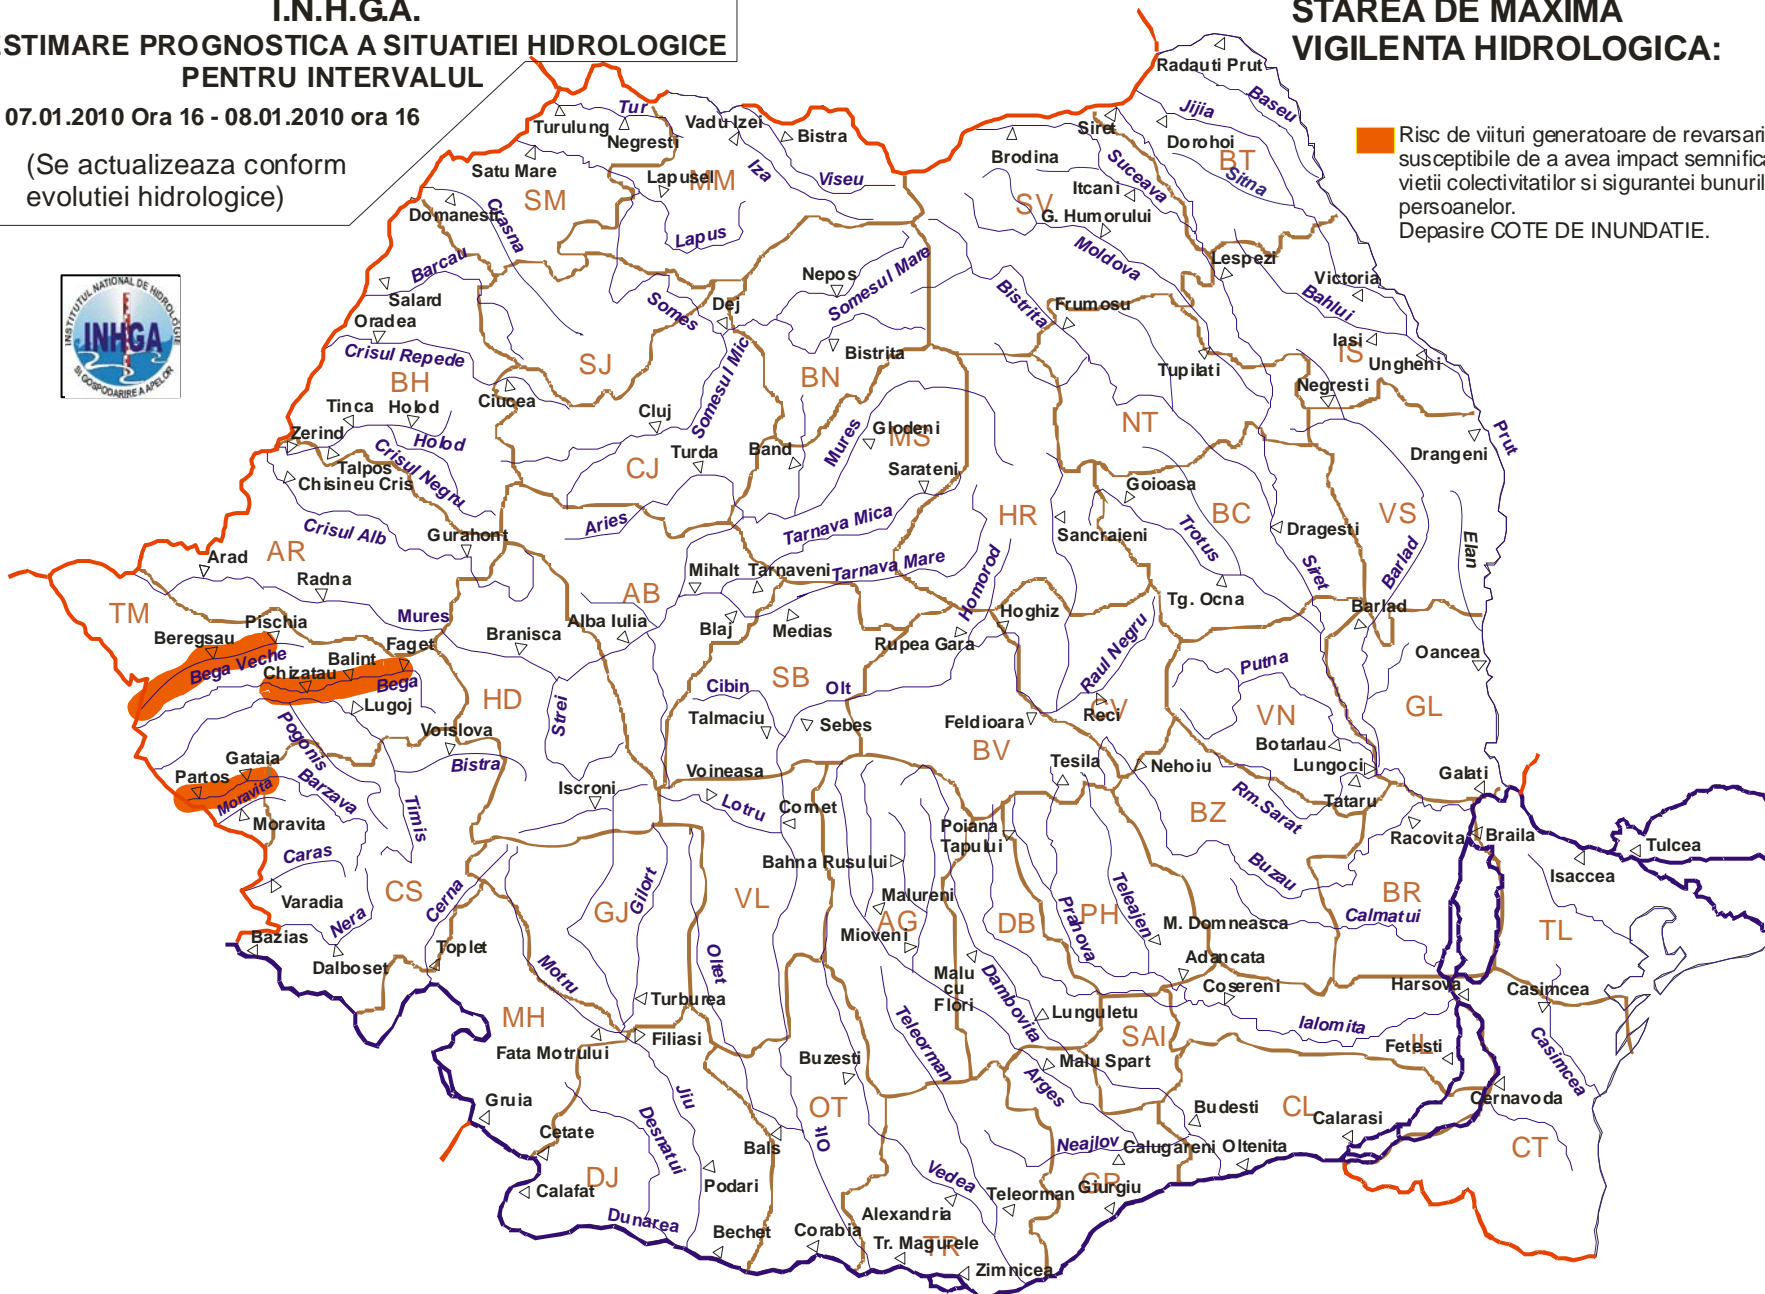 I.N.H.G.A.
ESTIMARE PROGNOSTICA A SITUATIEI HIDROLOGICE
PENTRU INTERVALUL
07.01.2010 Ora 16 - 08.01.2010 ora 16
(Se actualizeaza conform
evolutiei hidrologice)
STAREA DE MAXIMA
VIGILENTA HIDROLOGICA:
Risc de viituri generatoare de revarsari
susceptibile de a avea impact semnifica
vietii colectivitatilor si sigurantei bunuril
persoanelor.
Depasire COTE DE INUNDATIE.
INSTITUTUL NATIONAL DE HIDROLOGIE
INHGA
SI GOSPODARIRE A APELOR
Radauti Prut
Baseu
Jijia
Siret
Dorohoi
BT
Sitna
Tur
Turulung
Negresti
Vadu Izei
Bistra
Brodina
Suceava
Itcani
SV
G. Humorului
Satu Mare
Lapusel
MM
Iza
Viseu
SM
Domanesti
Crasna
Lapus
Moldova
Lespezi
Victoria
Bahlui
Barcau
Salard
Nepos
Somesul Mare
Bistrita
Frumosu
Somes
Dej
Oradea
Crisul Repede
BH
SJ
Somesul Mic
Bistrita
BN
Iasi
IS
Ungheni
Tupilati
Negresti
Ciucea
Tinca
Holod
Cluj
NT
Zerind
Holod
Crisul Negru
Talpos
Chisineu Cris
CJ
Turda
Band
Mures
Glodeni
MS
Sarateni
Prut
Drangeni
Goioasa
BC
VS
Crisul Alb
Aries
Tarnava Mica
HR
Sancraieni
Trotus
Dragesti
Siret
Barlad
Elan
Gurahont
AR
Arad
Radna
Mihalt
Tarnaveni
Tarnava Mare
Homorod
AB
TM
Mures
Pischia
Beregsau
Bega Veche
Faget
Balint
Chizatau
Bega
Branisca
Alba Iulia
Blaj
Medias
Rupea Gara
Hoghiz
Raul Negru
Tg. Ocna
Barlad
Oancea
Putna
HD
Lugoj
Strei
SB
Cibin
Olt
Talmaciu
Sebes
Feldioara
Reci
CV
BV
VN
GL
Botarlau
Lungoci
Voislova
Pogonis
Gataia
Partos
Moravita
Barzava
Bistra
Timis
Moravita
Iscroni
Voineasa
Lotru
Cornet
Tesila
Nehoiu
Rm.Sarat
Tataru
Galati
BZ
Racovita
Braila
Tulcea
Isaccea
Poiana
Tapului
Bahna Rusului
Caras
Varadia
CS
Cerna
Nera
GJ
Gilort
VL
Malureni
AG
Mioveni
DB
Prahova
PH
Teleajen
Buzau
BR
Calmatui
M. Domneasca
TL
Bazias
Dalboset
Toplet
Motru
Oltet
Malu
cu
Flori
Dambovita
Adancata
Cosereni
Harsova
Casimcea
Turburea
MH
Fata Motrului
Filiasi
Teleorman
Lunguletu
SAI
Ialomita
Fetesti
IL
Casimcea
Buzesti
Malu Spart
Arges
Gruia
Cetate
Jiu
Desnatui
OT
Olt
Bals
Budesti
CL
Calarasi
Cernavoda
CT
Neajlov
Calugareni
Oltenita
DJ
Calafat
Podari
Vedea
Teleorman
GR
Giurgiu
Alexandria
Dunarea
Bechet
Corabia
Tr. Magurele
TR
Zimnicea